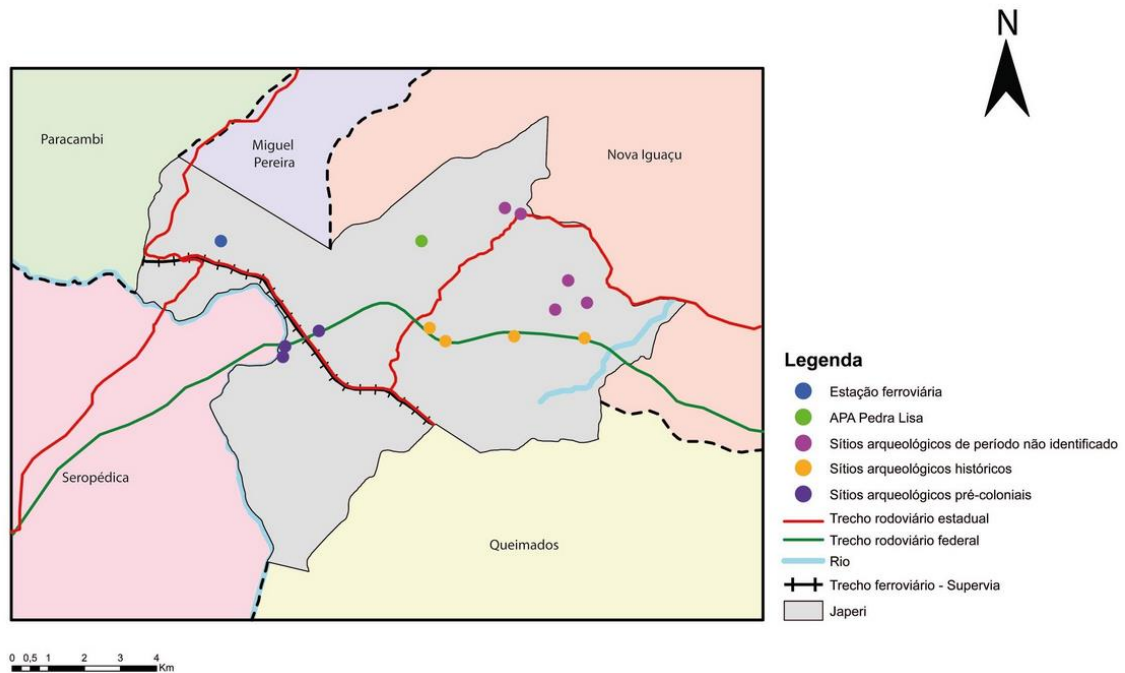 N
Paracambi
Miguel
Pereira
Nova Iguaçu
Seropédica
Queimados
Legenda
Estação ferroviária
APA Pedra Lisa
Sítios arqueológicos de período não identificado
Sítios arqueológicos históricos
Sítios arqueológicos pré-coloniais
Trecho rodoviário estadual
Trecho rodoviário federal
Rio
Trecho ferroviário - Supervia
Japeri
0 0,5 1 2 3 4
Km